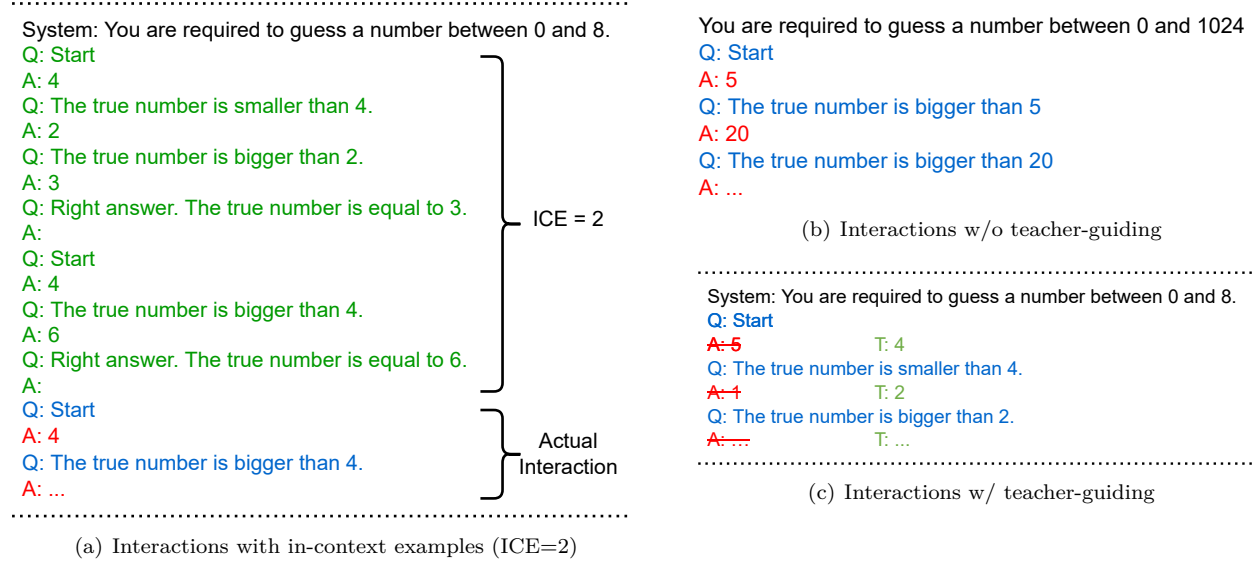 System: You are required to guess a number between 0 and 8.
Q: Start
A: 4
Q: The true number is smaller than 4.
A: 2
Q: The true number is bigger than 2.
A: 3
Q: Right answer. The true number is equal to 3.
A:
Q: Start
A: 4
Q: The true number is bigger than 4.
A: 6
Q: Right answer. The true number is equal to 6.
A:
ICE = 2
Q: Start
A: 4
Q: The true number is bigger than 4.
A: ...
Actual
Interaction
(a) Interactions with in-context examples (ICE=2)
You are required to guess a number between 0 and 1024
Q: Start
A: 5
Q: The true number is bigger than 5
A: 20
Q: The true number is bigger than 20
A: ...
(b) Interactions w/o teacher-guiding
System: You are required to guess a number between 0 and 8.
Q: Start
A: 5 T: 4
Q: The true number is smaller than 4.
A: 1 T: 2
Q: The true number is bigger than 2.
A: ... T: ...
(c) Interactions w/ teacher-guiding